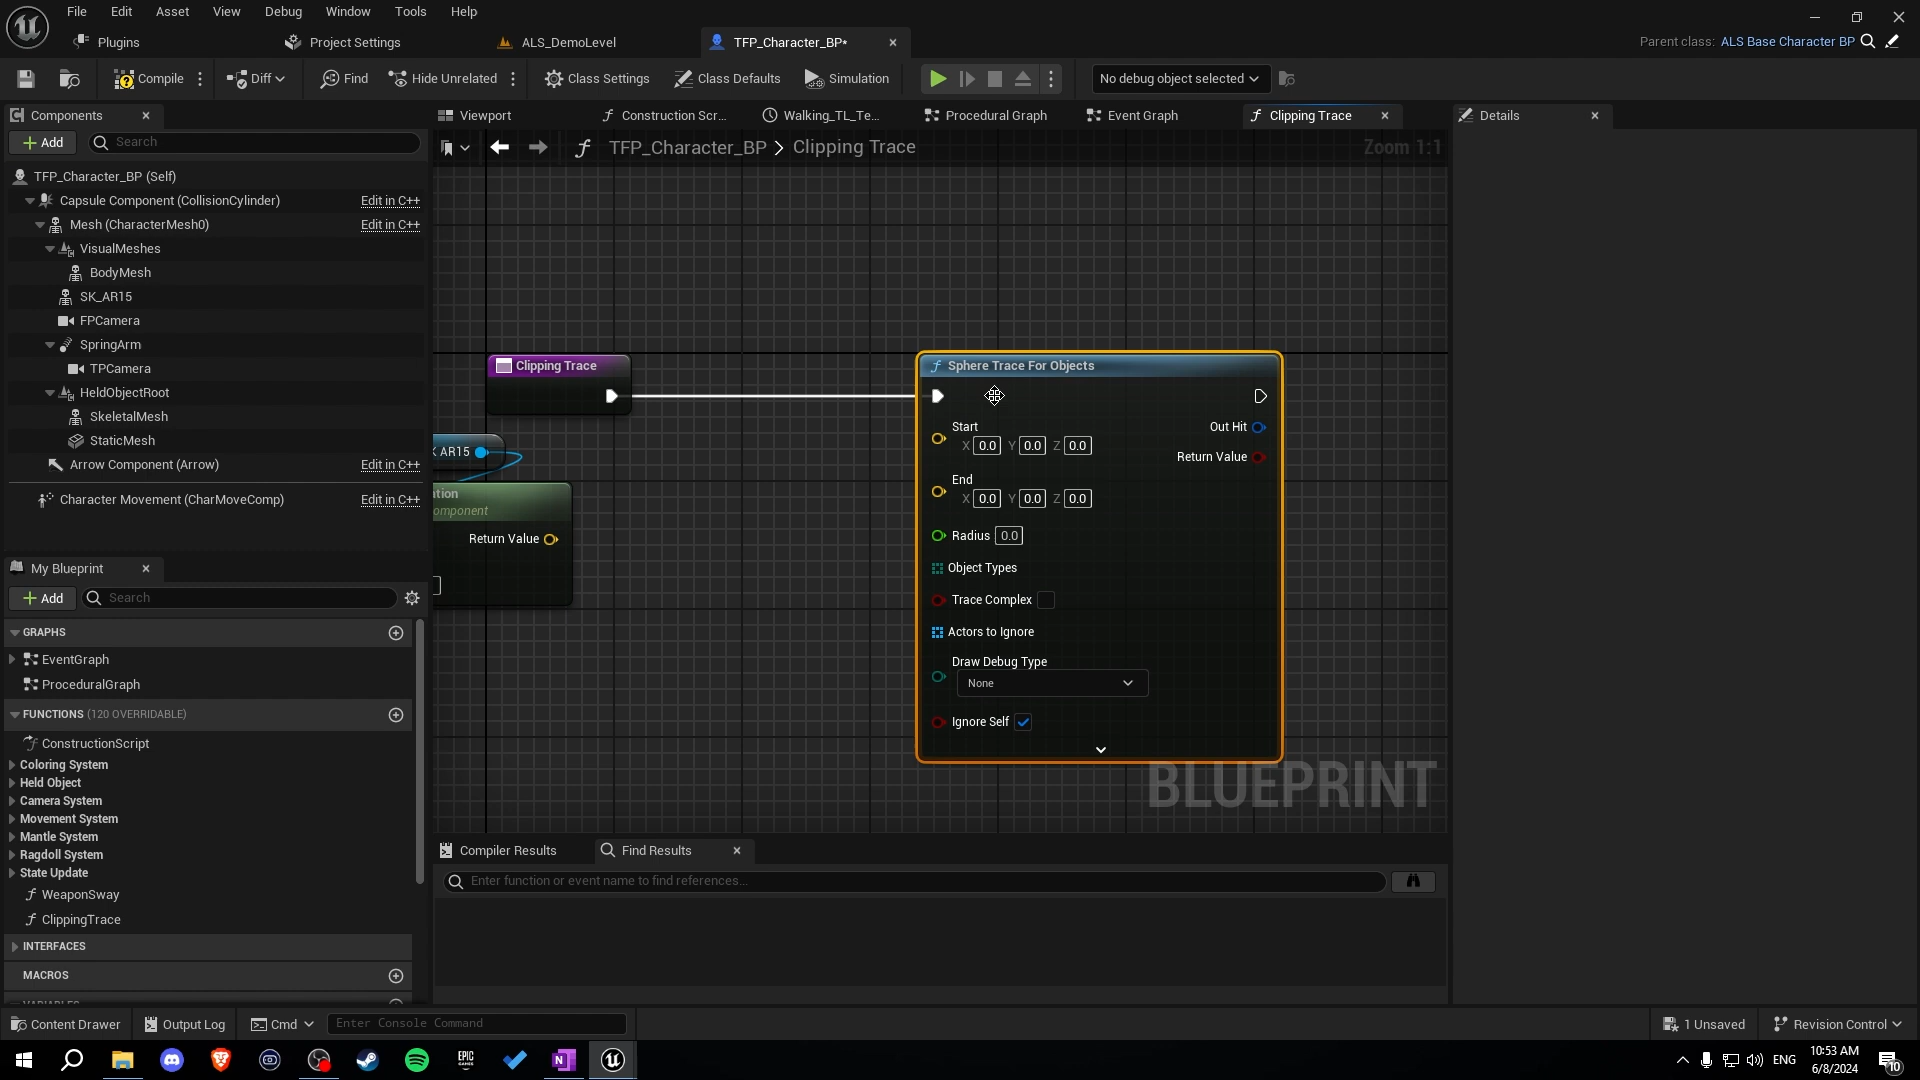 File Edit Asset View Debug Window Tools Help
Plugins Project Settings ALS_DemoLevel TFP_Character_BP* Parent class: ALS Base Character BP
Compile Diff Find Hide Unrelated Class Settings Class Defaults Simulation No debug object selected
Components
Add Search
TFP_Character_BP (Self)
Capsule Component (CollisionCylinder) Edit in C++
Mesh (CharacterMesh0) Edit in C++
VisualMeshes
BodyMesh
SK_AR15
FPCamera
SpringArm
TPCamera
HeldObjectRoot
SkeletalMesh
StaticMesh
Arrow Component (Arrow) Edit in C++
Character Movement (CharMoveComp) Edit in C++
My Blueprint
Add Search
GRAPHS
EventGraph
ProceduralGraph
FUNCTIONS (120 OVERRIDABLE)
ConstructionScript
Coloring System
Held Object
Camera System
Movement System
Mantle System
Ragdoll System
State Update
WeaponSway
ClippingTrace
INTERFACES
MACROS
VARIABLES
Viewport Construction Scr... Walking_TL_Te... Procedural Graph Event Graph Clipping Trace
TFP_Character_BP > Clipping Trace Zoom 1:1
Clipping Trace
AR15
omponent
Return Value
Sphere Trace For Objects
Start
X 0.0 Y 0.0 Z 0.0
Out Hit
Return Value
End
X 0.0 Y 0.0 Z 0.0
Radius 0.0
Object Types
Trace Complex
Actors to Ignore
Draw Debug Type
None
Ignore Self
BLUEPRINT
Details
Compiler Results Find Results
Enter function or event name to find references...
Content Drawer Output Log Cmd Enter Console Command 1 Unsaved Revision Control
EPIC GAMES
ENG 10:53 AM
6/8/2024
10